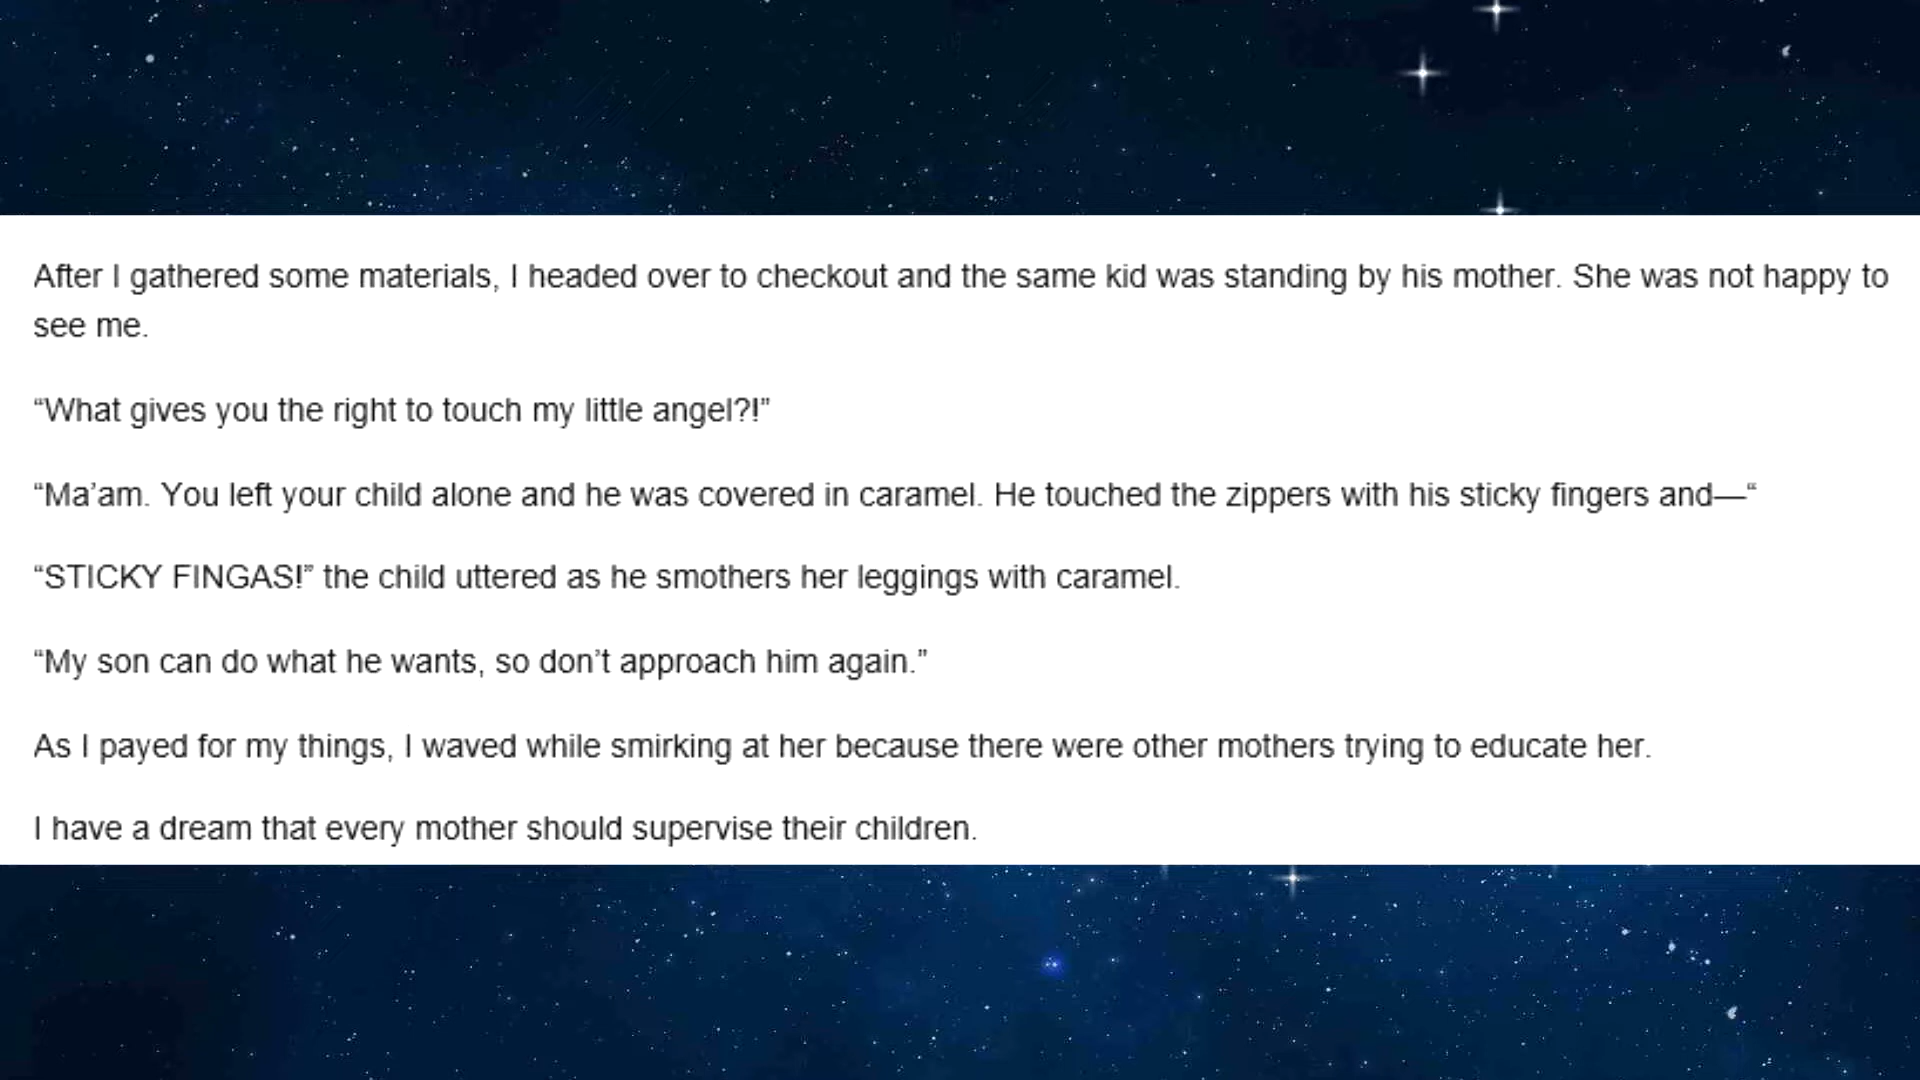 After I gathered some materials, I headed over to checkout and the same kid was standing by his mother. She was not happy to
see me.
“What gives you the right to touch my little angel?!”
“Ma’am. You left your child alone and he was covered in caramel. He touched the zippers with his sticky fingers and—“
“STICKY FINGAS!” the child uttered as he smothers her leggings with caramel.
“My son can do what he wants, so don’t approach him again.”
As I payed for my things, I waved while smirking at her because there were other mothers trying to educate her.
I have a dream that every mother should supervise their children.